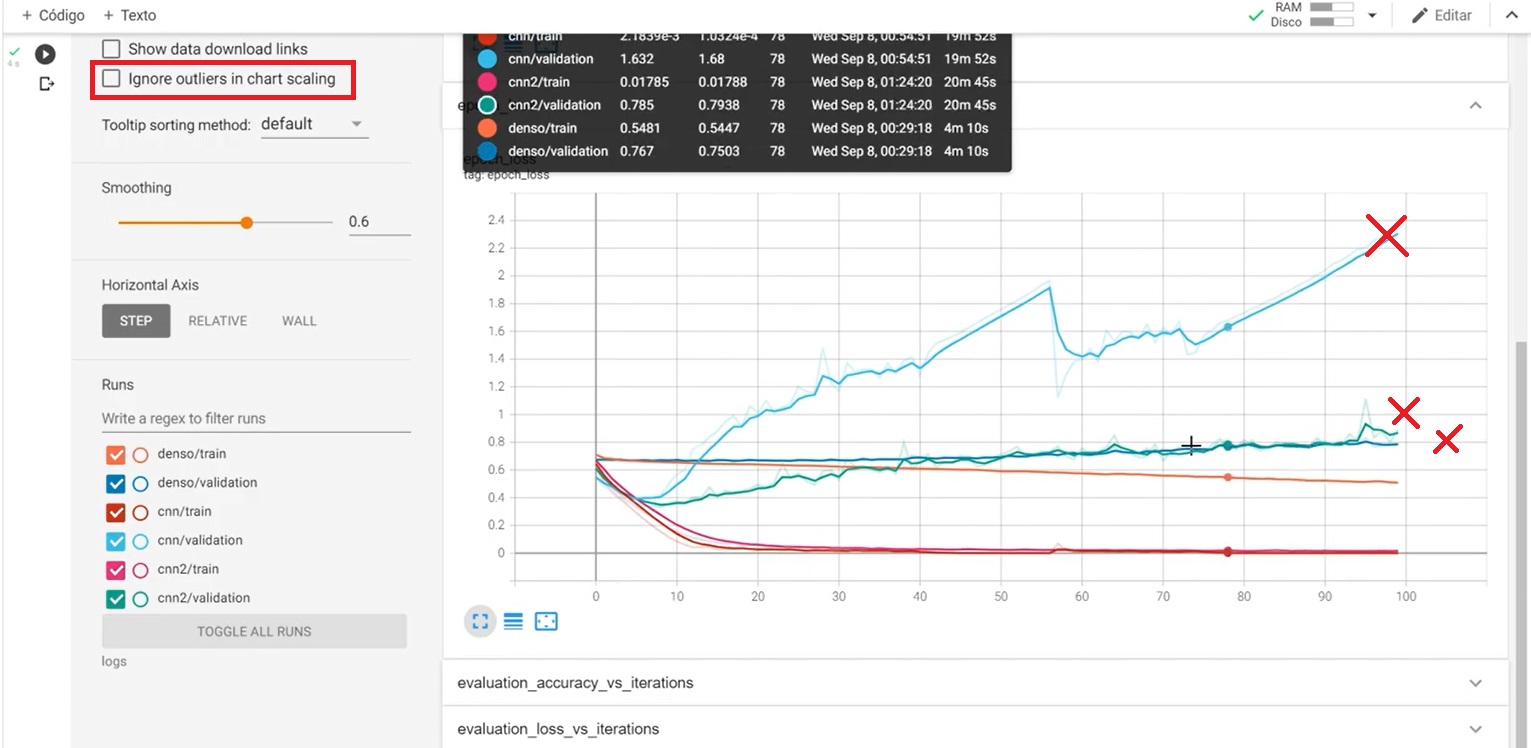 + Código + Texto
RAM
Disco
Editar
4s
Show data download links
Ignore outliers in chart scaling
Tooltip sorting method: default
Smoothing
0.6
Horizontal Axis
STEP RELATIVE WALL
Runs
Write a regex to filter runs
denso/train
denso/validation
cnn/train
cnn/validation
cnn2/train
cnn2/validation
TOGGLE ALL RUNS
logs
cnn/train 2.1839e-3 1.0324e-4 78 Wed Sep 8, 00:54:51 19m 52s
cnn/validation 1.632 1.68 78 Wed Sep 8, 00:54:51 19m 52s
cnn2/train 0.01785 0.01788 78 Wed Sep 8, 01:24:20 20m 45s
cnn2/validation 0.785 0.7938 78 Wed Sep 8, 01:24:20 20m 45s
denso/train 0.5481 0.5447 78 Wed Sep 8, 00:29:18 4m 10s
denso/validation 0.767 0.7503 78 Wed Sep 8, 00:29:18 4m 10s
epoch_loss
tag: epoch_loss
2.4
2.2
2
1.8
1.6
1.4
1.2
1
0.8
0.6
0.4
0.2
0
0 10 20 30 40 50 60 70 80 90 100
evaluation_accuracy_vs_iterations
evaluation_loss_vs_iterations